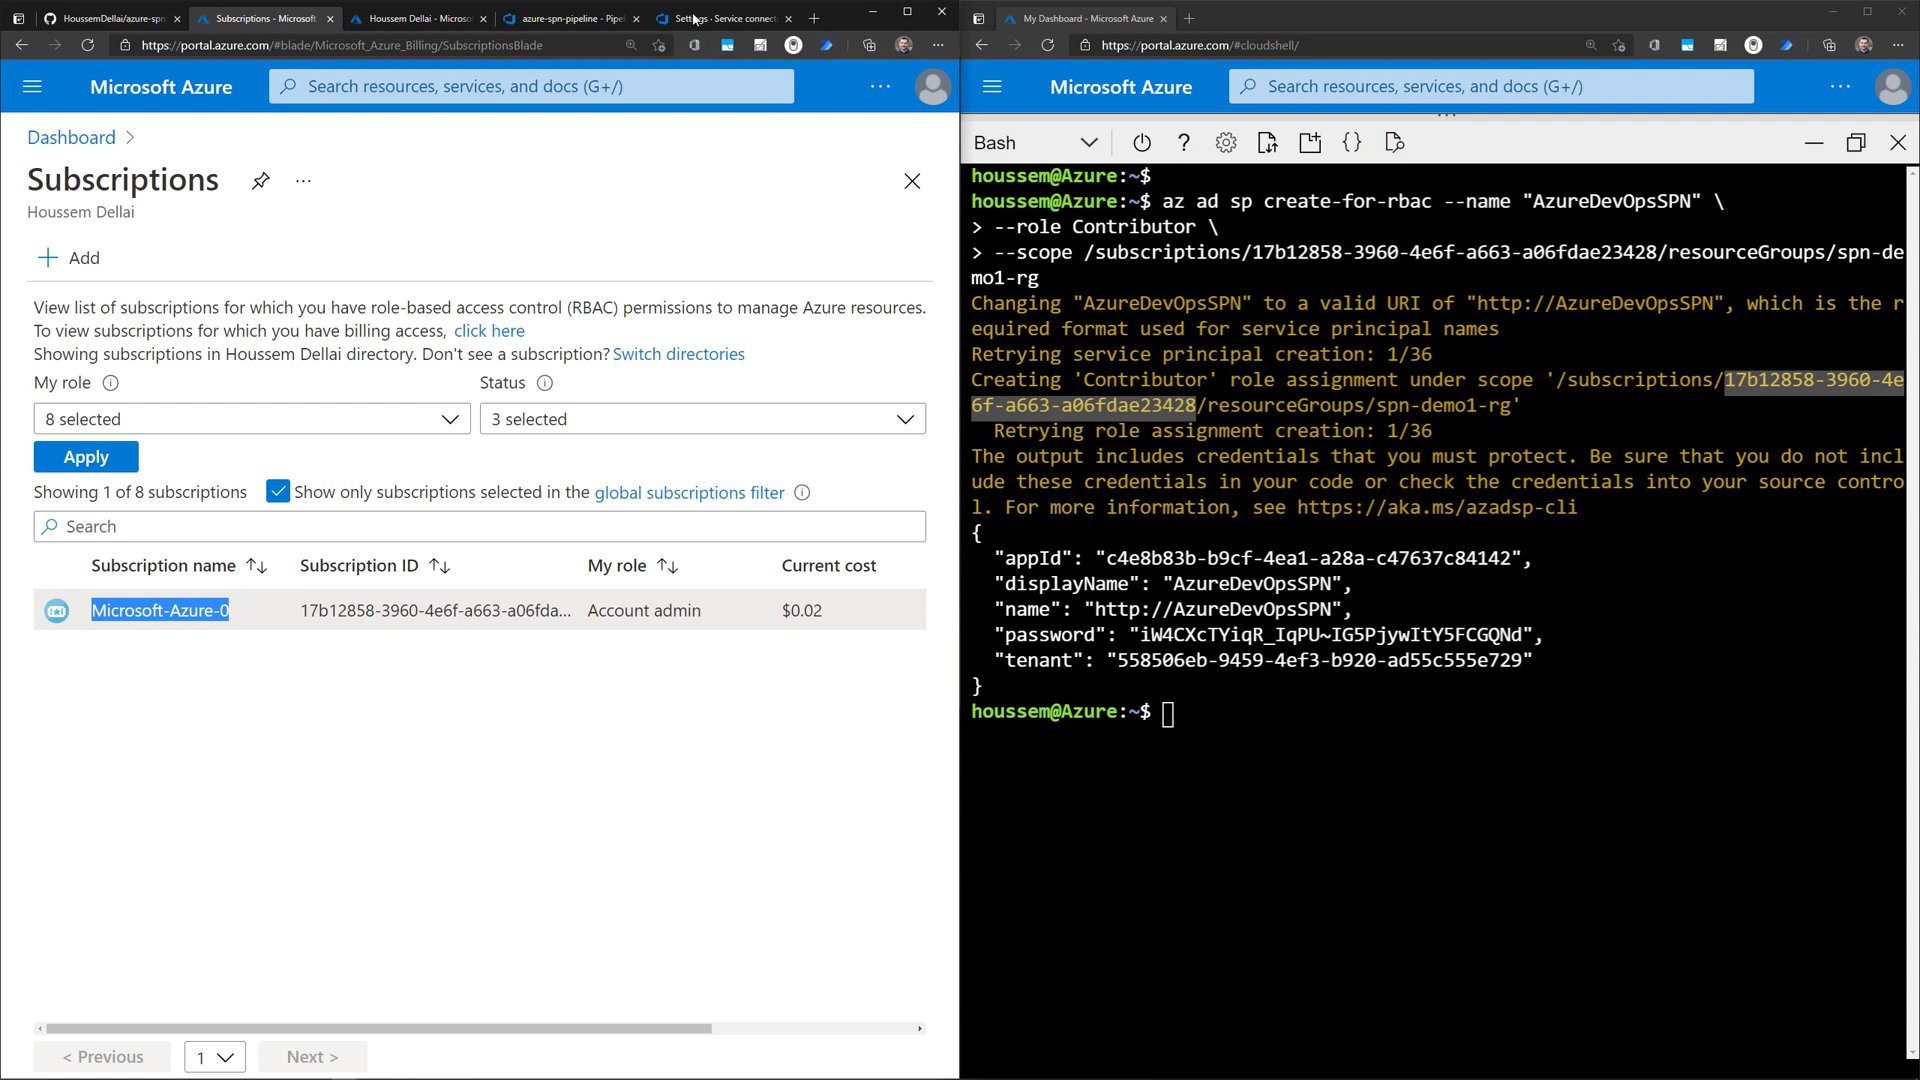 HoussemDellai/azure-spn
Subscriptions - Microsoft
Houssem Dellai - Microso
azure-spn-pipeline - Pipel
Settings · Service connect
https://portal.azure.com/#blade/Microsoft_Azure_Billing/SubscriptionsBlade
Microsoft Azure
Search resources, services, and docs (G+/)
Dashboard
Subscriptions
Houssem Dellai
Add
View list of subscriptions for which you have role-based access control (RBAC) permissions to manage Azure resources.
To view subscriptions for which you have billing access, click here
Showing subscriptions in Houssem Dellai directory. Don't see a subscription? Switch directories
My role
Status
8 selected
3 selected
Apply
Showing 1 of 8 subscriptions
Show only subscriptions selected in the global subscriptions filter
Search
Subscription name
Subscription ID
My role
Current cost
Microsoft-Azure-0
17b12858-3960-4e6f-a663-a06fda...
Account admin
$0.02
< Previous
1
Next >
My Dashboard - Microsoft Azure
https://portal.azure.com/#cloudshell/
Microsoft Azure
Search resources, services, and docs (G+/)
Bash
houssem@Azure:~$
houssem@Azure:~$ az ad sp create-for-rbac --name "AzureDevOpsSPN" \
> --role Contributor \
> --scope /subscriptions/17b12858-3960-4e6f-a663-a06fdae23428/resourceGroups/spn-de
mo1-rg
Changing "AzureDevOpsSPN" to a valid URI of "http://AzureDevOpsSPN", which is the r
equired format used for service principal names
Retrying service principal creation: 1/36
Creating 'Contributor' role assignment under scope '/subscriptions/17b12858-3960-4e
6f-a663-a06fdae23428/resourceGroups/spn-demo1-rg'
Retrying role assignment creation: 1/36
The output includes credentials that you must protect. Be sure that you do not incl
ude these credentials in your code or check the credentials into your source contro
l. For more information, see https://aka.ms/azadsp-cli
{
"appId": "c4e8b83b-b9cf-4ea1-a28a-c47637c84142",
"displayName": "AzureDevOpsSPN",
"name": "http://AzureDevOpsSPN",
"password": "iW4CXcTYiqR_IqPU~IG5PjywItY5FCGQNd",
"tenant": "558506eb-9459-4ef3-b920-ad55c555e729"
}
houssem@Azure:~$